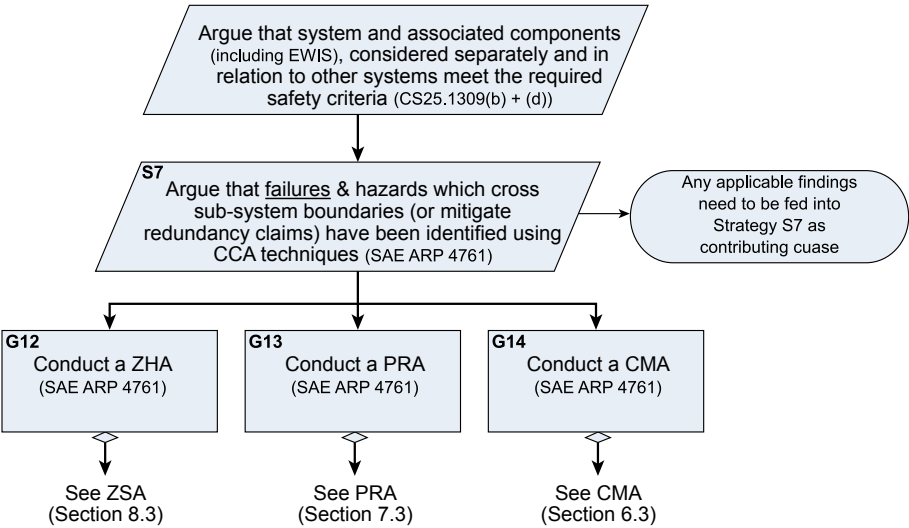 Argue that system and associated components
(including EWIS), considered separately and in
relation to other systems meet the required
safety criteria (CS25.1309(b) + (d))
S7
Argue that failures & hazards which cross
sub-system boundaries (or mitigate
redundancy claims) have been identified using
CCA techniques (SAE ARP 4761)
Any applicable findings
need to be fed into
Strategy S7 as
contributing cuase
G12
Conduct a ZHA
(SAE ARP 4761)
G13
Conduct a PRA
(SAE ARP 4761)
G14
Conduct a CMA
(SAE ARP 4761)
See ZSA
(Section 8.3)
See PRA
(Section 7.3)
See CMA
(Section 6.3)